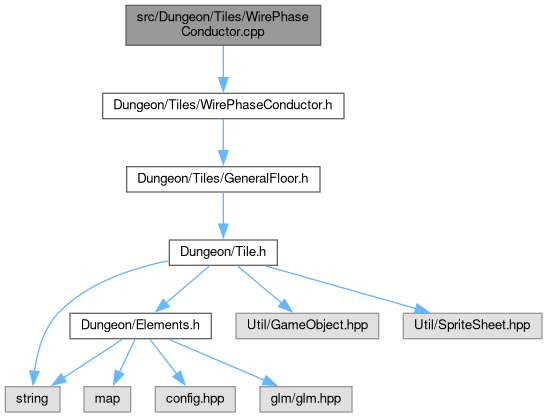 src/Dungeon/Tiles/WirePhase
Conductor.cpp
Dungeon/Tiles/WirePhaseConductor.h
Dungeon/Tiles/GeneralFloor.h
Dungeon/Tile.h
Dungeon/Elements.h
Util/GameObject.hpp
Util/SpriteSheet.hpp
string
map
config.hpp
glm/glm.hpp